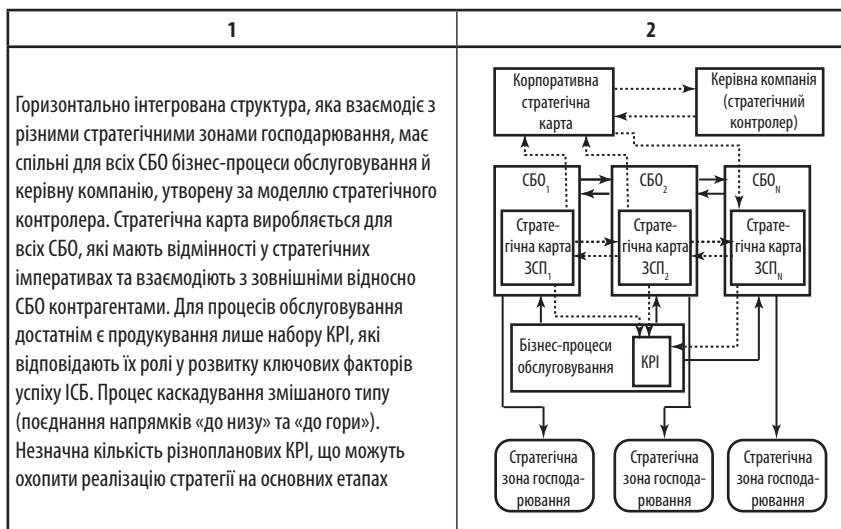 1
2
Горизонтально інтегрована структура, яка взаємодіє з
різними стратегічними зонами господарювання, має
спільні для всіх СБО бізнес-процеси обслуговування й
керівну компанію, утворену за моделлю стратегічного
контролера. Стратегічна карта виробляється для
всіх СБО, які мають відмінності у стратегічних
імперативах та взаємодіють з зовнішніми відносно
СБО контрагентами. Для процесів обслуговування
достатнім є продукування лише набору КРІ, які
відповідають їх ролі у розвитку ключових факторів
успіху ІСБ. Процес каскадування змішаного типу
(поєднання напрямків «до низу» та «до гори»).
Незначна кількість різнопланових КРІ, що можуть
охопити реалізацію стратегії на основних етапах
Корпоративна
стратегічна
карта
Керівна компанія
(стратегічний
контролер)
СБО1
СБО2
СБОN
Страте-
гічна карта
ЗСП1
Страте-
гічна карта
ЗСП2
Страте-
гічна карта
ЗСПN
Бізнес-процеси
обслуговування
КРІ
Стратегічна
зона господа-
рювання
Стратегічна
зона господа-
рювання
Стратегічна
зона господа-
рювання